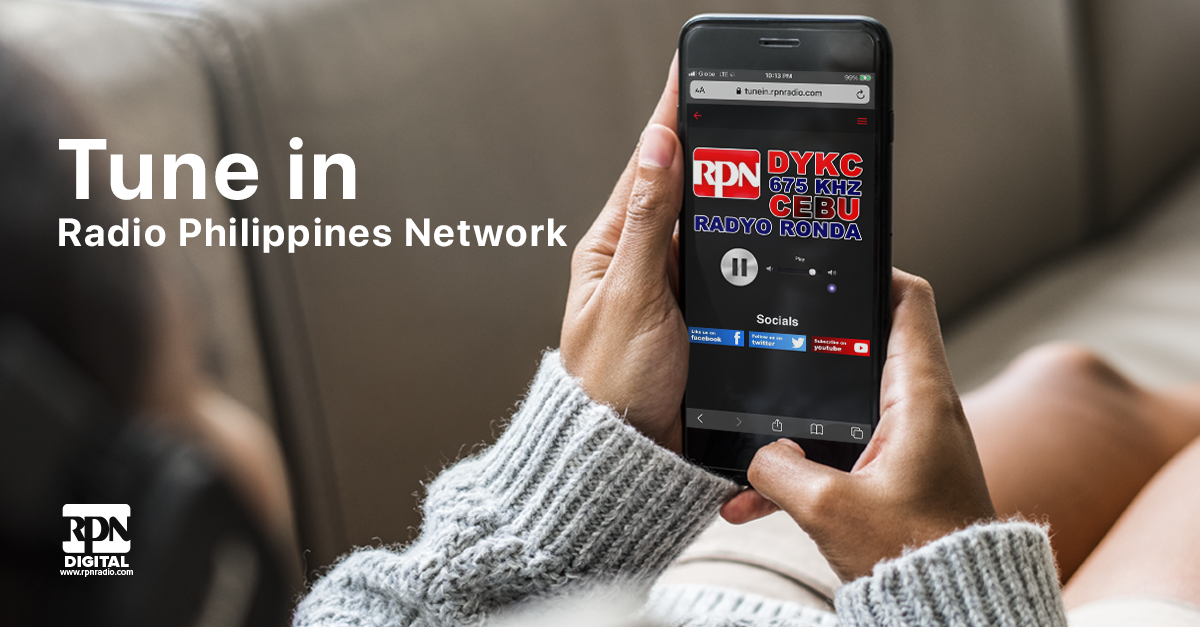 Tune in
Radio Philippines Network
Globe LTE
10:13 PM
99%
AA
tunein.rpnradio.com
RPN
DYKC
675 KHZ
CEBU
RADYO RONDA
Play
Socials
Like us on
facebook
Follow us on
twitter
Subscribe on
youtube
RPN
DIGITAL
www.rpnradio.com